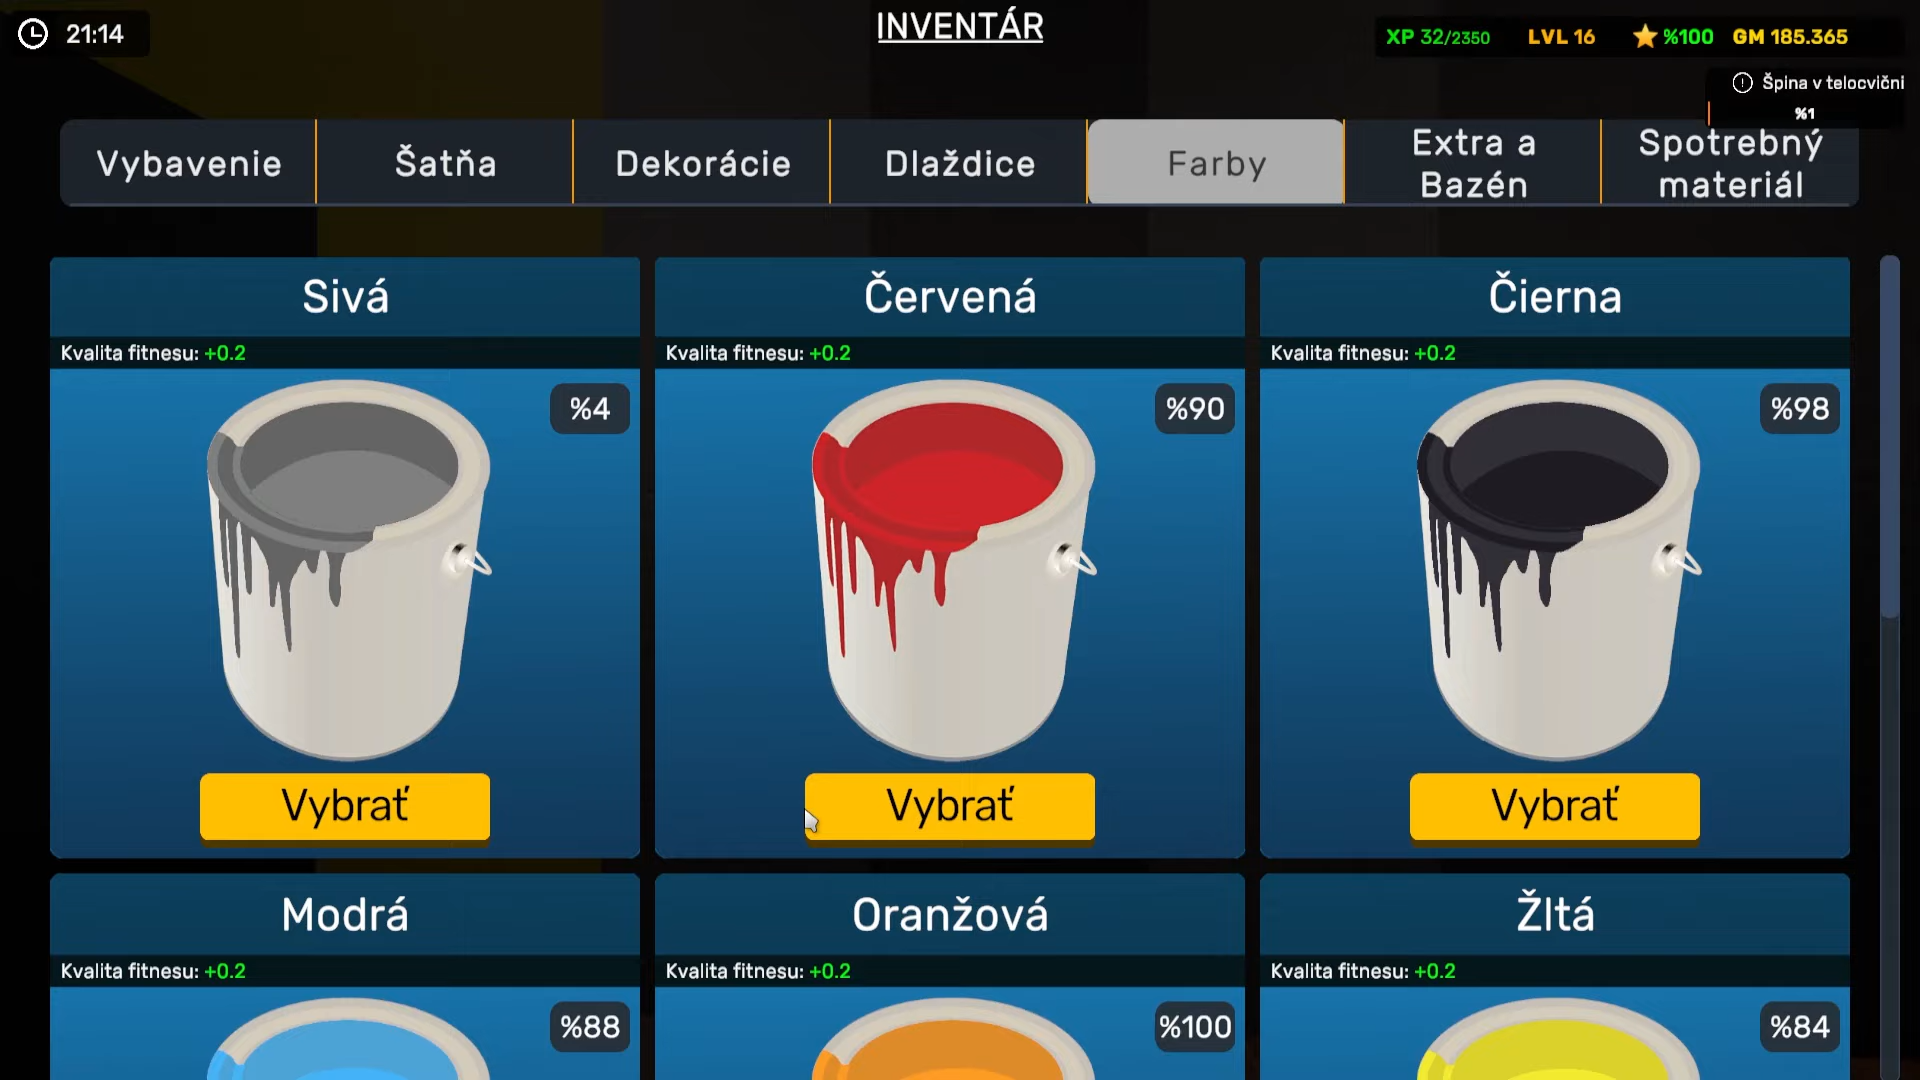 21:14
INVENTÁR
XP 32/2350 LVL 16 %100 GM 185.365
Špina v telocvični
%1
Vybavenie
Šatňa
Dekorácie
Dlaždice
Farby
Extra a
Bazén
Spotrebný
materiál
Sivá
Kvalita fitnesu: +0.2
%4
Vybrať
Červená
Kvalita fitnesu: +0.2
%90
Vybrať
Čierna
Kvalita fitnesu: +0.2
%98
Vybrať
Modrá
Kvalita fitnesu: +0.2
%88
Oranžová
Kvalita fitnesu: +0.2
%100
Žltá
Kvalita fitnesu: +0.2
%84